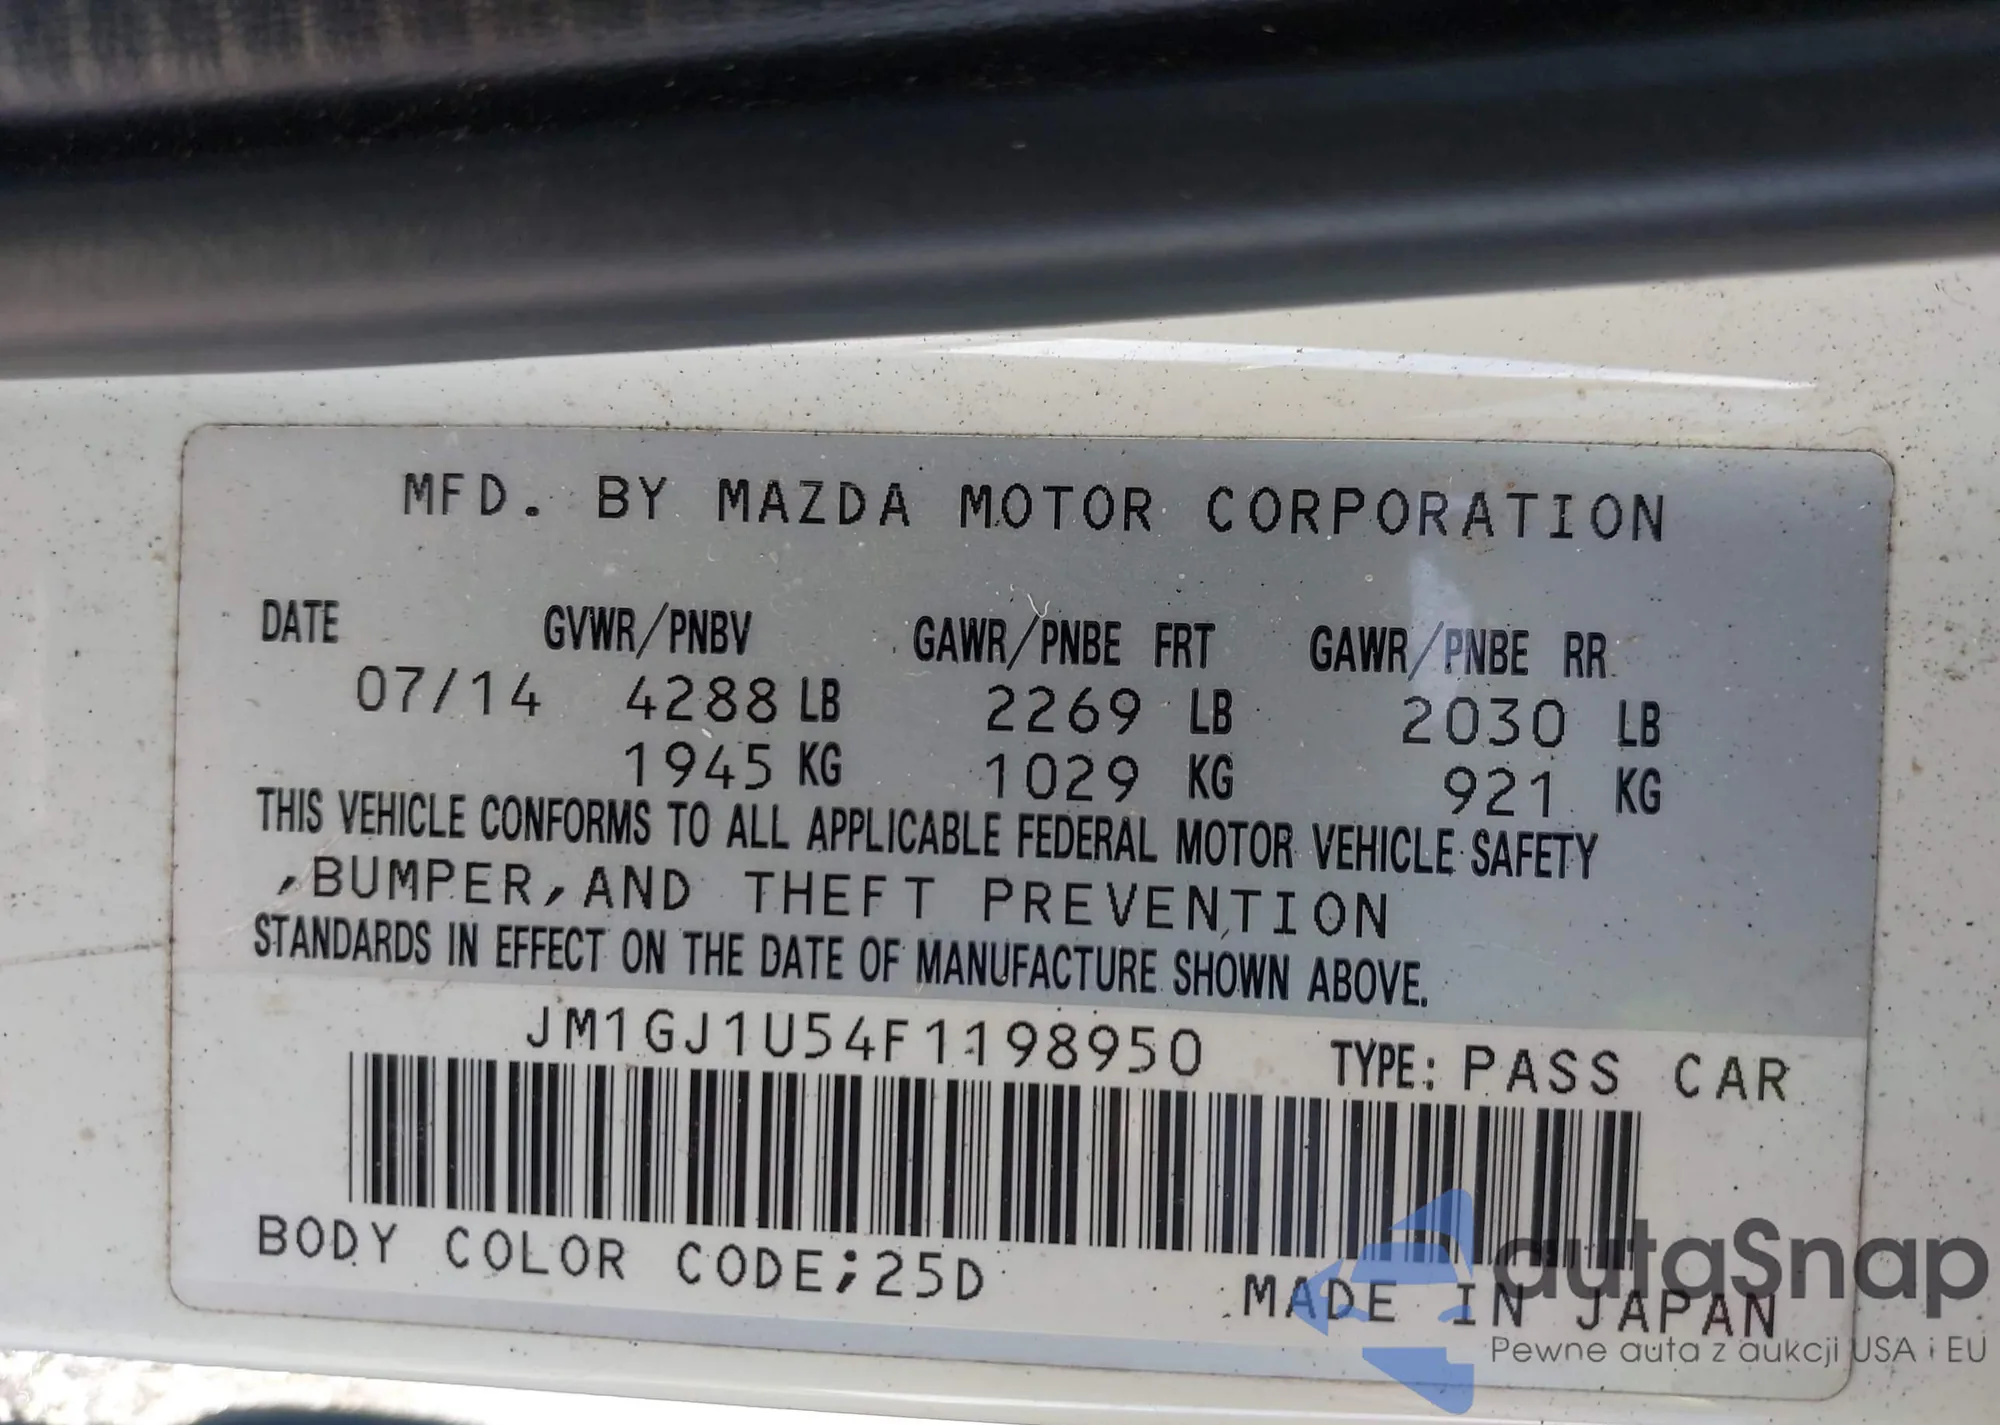 MFD. BY MAZDA MOTOR CORPORATION
DATE GVWR/PNBV GAWR/PNBE FRT GAWR/PNBE RR
07/14 4288 LB 2269 LB 2030 LB
1945 KG 1029 KG 921 KG
THIS VEHICLE CONFORMS TO ALL APPLICABLE FEDERAL MOTOR VEHICLE SAFETY
,BUMPER,AND THEFT PREVENTION
STANDARDS IN EFFECT ON THE DATE OF MANUFACTURE SHOWN ABOVE.
JM1GJ1U54F1198950 TYPE: PASS CAR
BODY COLOR CODE;25D
MADE IN JAPAN
autaSnap
Pewne auta z aukcji USA i EU